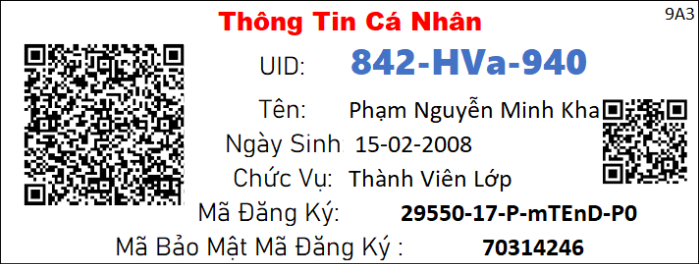 Thông Tin Cá Nhân
9A3
UID: 842-HVa-940
Tên: Phạm Nguyễn Minh Kha
Ngày Sinh 15-02-2008
Chức Vụ: Thành Viên Lớp
Mã Đăng Ký: 29550-17-P-mTEnD-P0
Mã Bảo Mật Mã Đăng Ký : 70314246